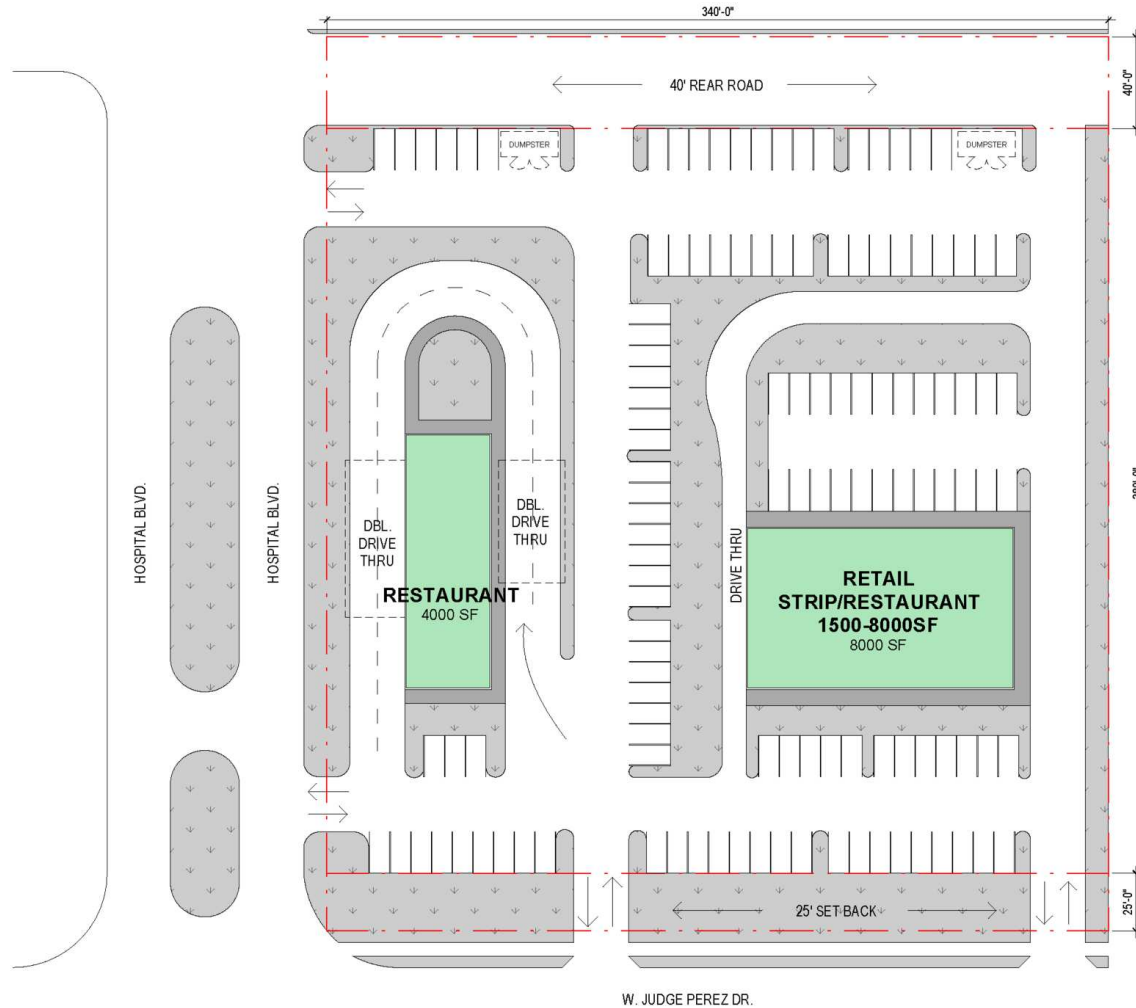 340'-0"
40'-0"
40' REAR ROAD
DUMPSTER
DUMPSTER
HOSPITAL BLVD.
HOSPITAL BLVD.
DBL.
DRIVE
THRU
DBL.
DRIVE
THRU
RESTAURANT
4000 SF
DRIVE THRU
RETAIL
STRIP/RESTAURANT
1500-8000SF
8000 SF
25' SET BACK
25'-0"
W. JUDGE PEREZ DR.